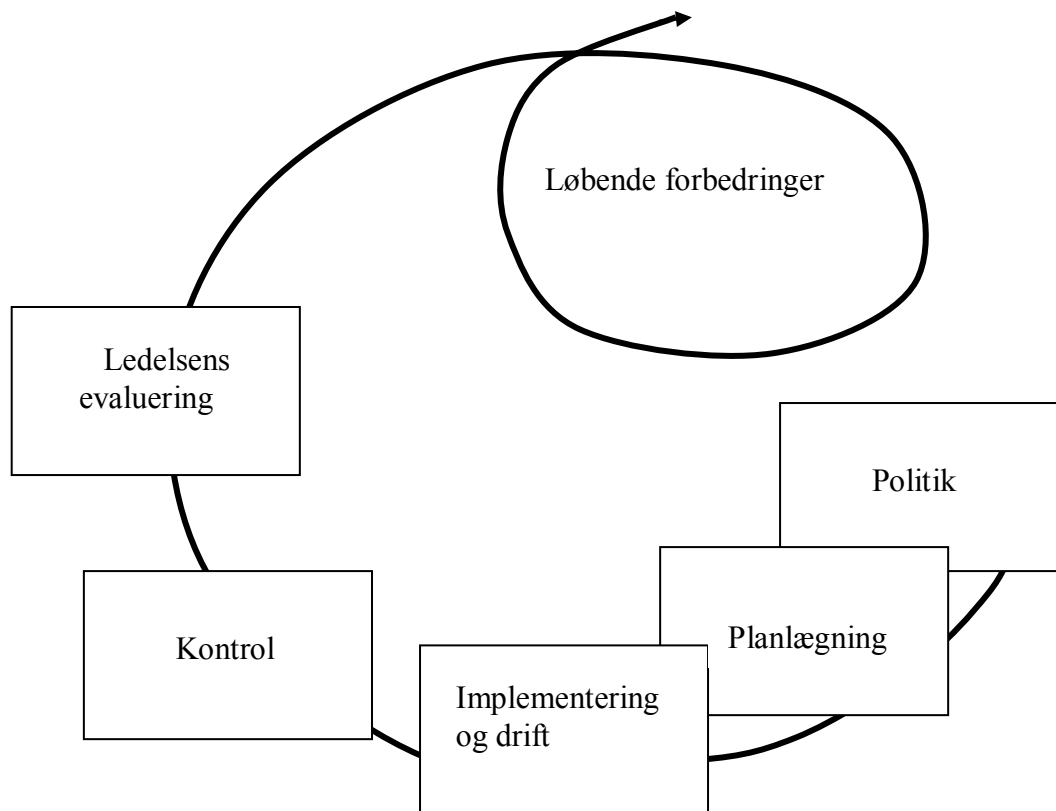 Løbende forbedringer
Ledelsens
evaluering
Politik
Planlægning
Kontrol
Implementering
og drift